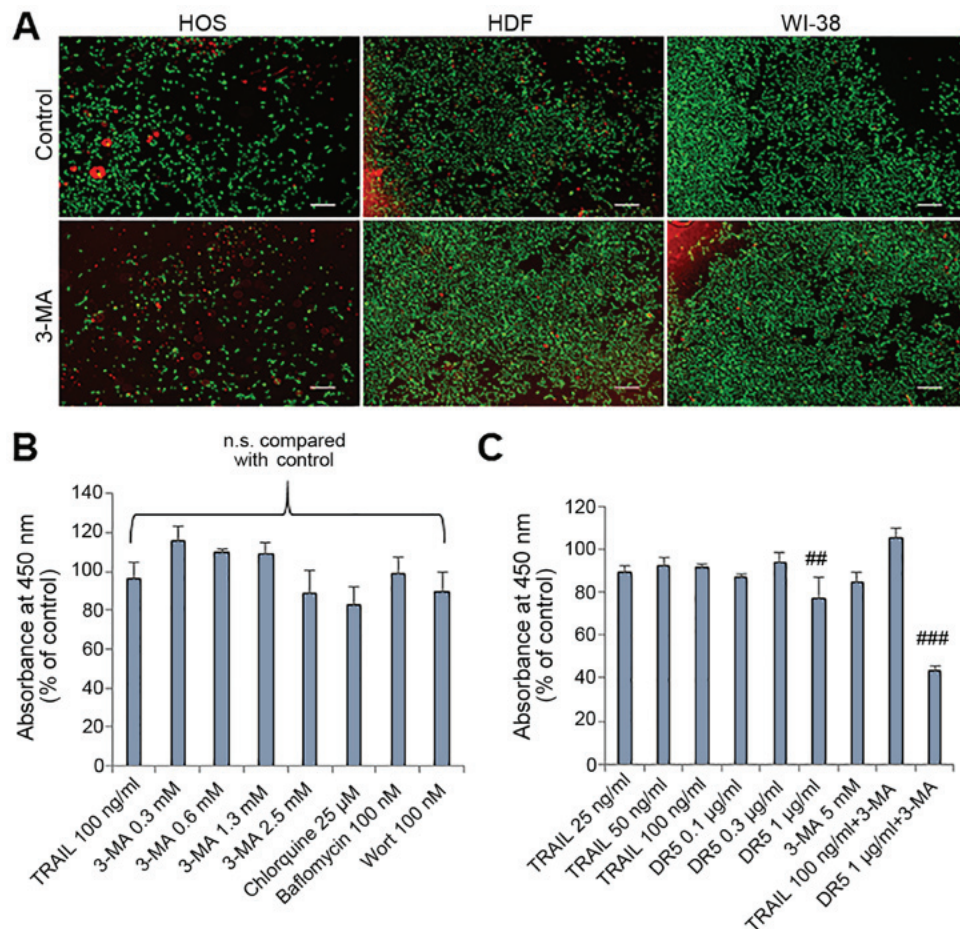 A
HOS
HDF
WI-38
Control
3-MA
B
n.s. compared
with control
Absorbance at 450 nm
(% of control)
140
120
100
80
60
40
20
0
TRAIL 100 ng/ml
3-MA 0.3 mM
3-MA 0.6 mM
3-MA 1.3 mM
3-MA 2.5 mM
Chlorquine 25 µM
Baflomycin 100 nM
Wort 100 nM
C
Absorbance at 450 nm
(% of control)
120
100
80
60
40
20
0
##
###
TRAIL 25 ng/ml
TRAIL 50 ng/ml
TRAIL 100 ng/ml
DR5 0.1 µg/ml
DR5 0.3 µg/ml
DR5 1 µg/ml
3-MA 5 mM
TRAIL 100 ng/ml+3-MA
DR5 1 µg/ml+3-MA